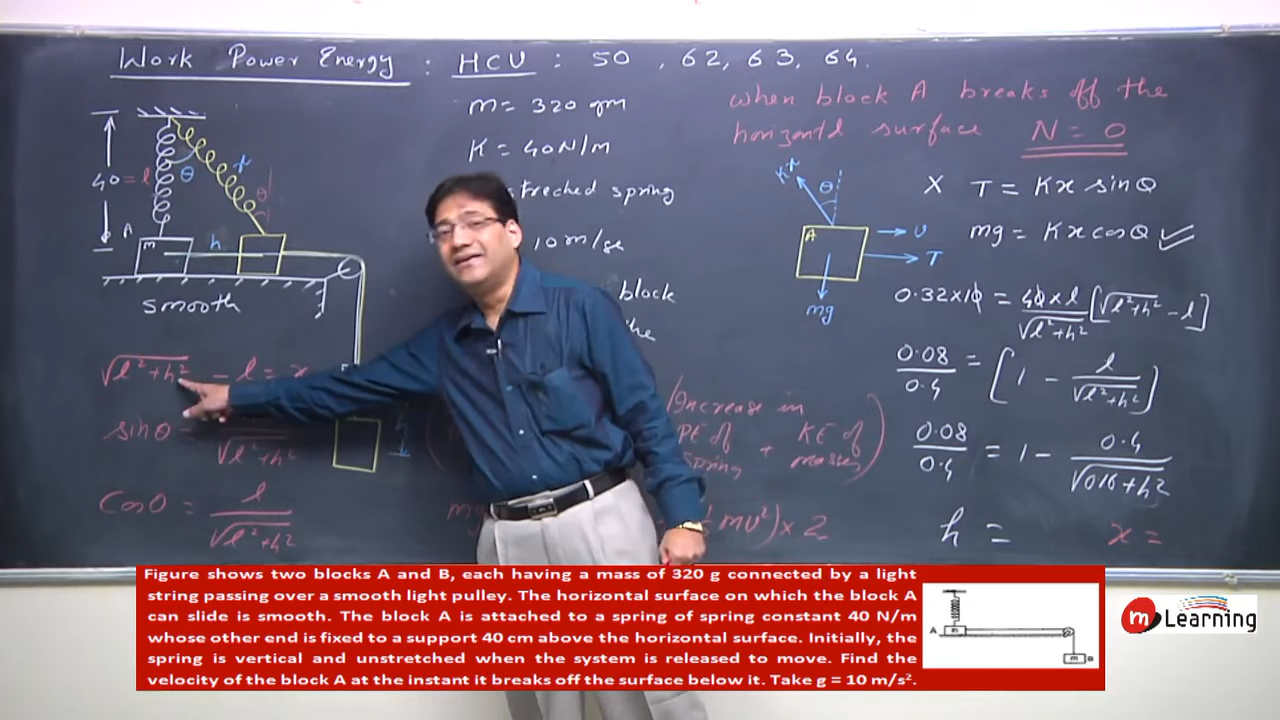 Work Power Energy : HCU : 50 , 62, 63, 64.
40 = l
θ
x
θ
A
m
h
smooth
√l²+h² - l = x
sinθ
√l²+h²
Cosθ = l/√l²+h²
h
m = 320 gm
K = 40N/m
streched spring
10 m/se
block
the
Increase in
PE of spring + KE of masses
mg
mv²) x 2
when block A breaks off the
horizontal surface N = 0
Kx
θ
A
U
T
mg
X T = Kx sinθ
mg = Kx cosθ ✓
0.32x10 = 40 x l/√l²+h² [√l²+h² - l]
0.08/0.4 = [1 - l/√l²+h²]
0.08/0.4 = 1 - 0.4/√0.16+h²
h = x =
Figure shows two blocks A and B, each having a mass of 320 g connected by a light
string passing over a smooth light pulley. The horizontal surface on which the block A
can slide is smooth. The block A is attached to a spring of spring constant 40 N/m
whose other end is fixed to a support 40 cm above the horizontal surface. Initially, the
spring is vertical and unstretched when the system is released to move. Find the
velocity of the block A at the instant it breaks off the surface below it. Take g = 10 m/s².
A
m
m
B
m Learning